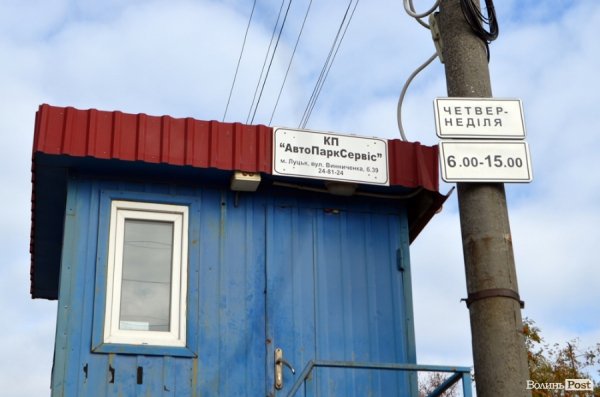 КП
"АвтоПаркСервіс"
м. Луцьк, вул. Винниченка, б.39
24-81-24
ЧЕТВЕР-
НЕДІЛЯ
6.00-15.00
ВолиньPost